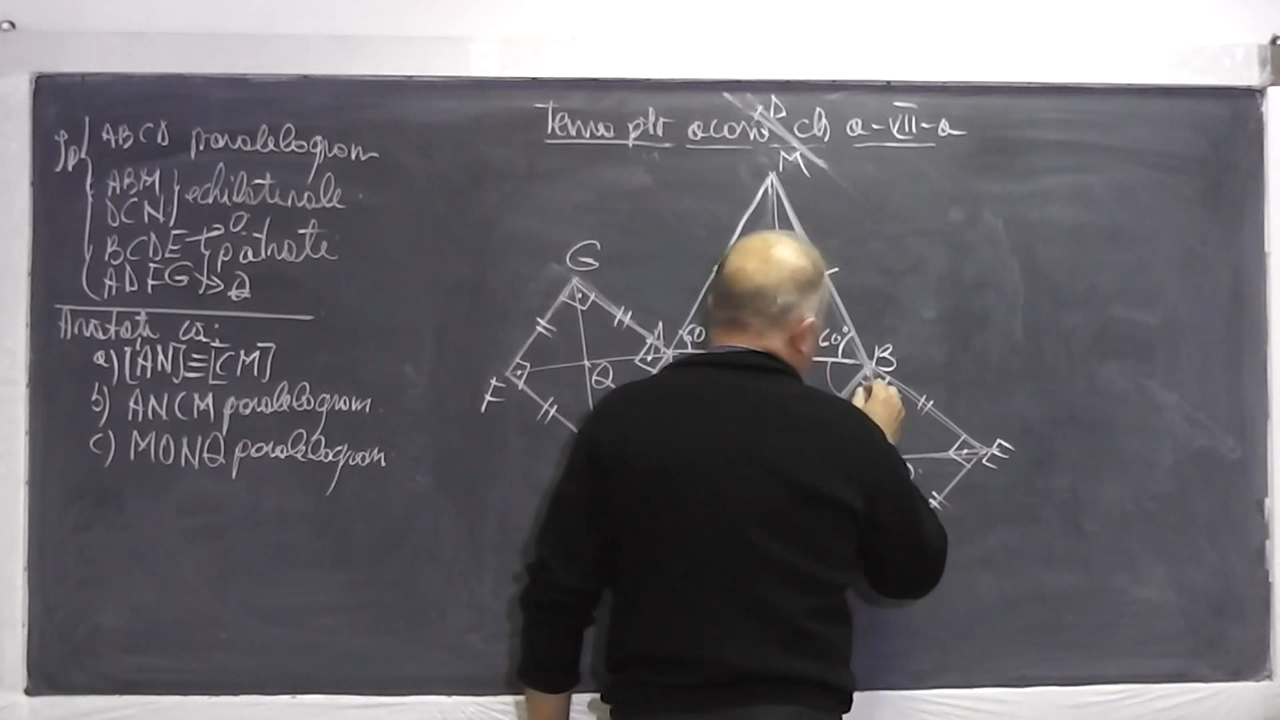 Tema ptr acasă cls a-VII-a
Ip { ABCD paralelogram
ABM } echilaterale
DCN
BCDE → O } pătrate
ADFG → Q
Arătați că:
a) [AN]≡[CM]
b) ANCM paralelogram
c) MONQ paralelogram
D
M
G
A 60
60° B
Q
F
E